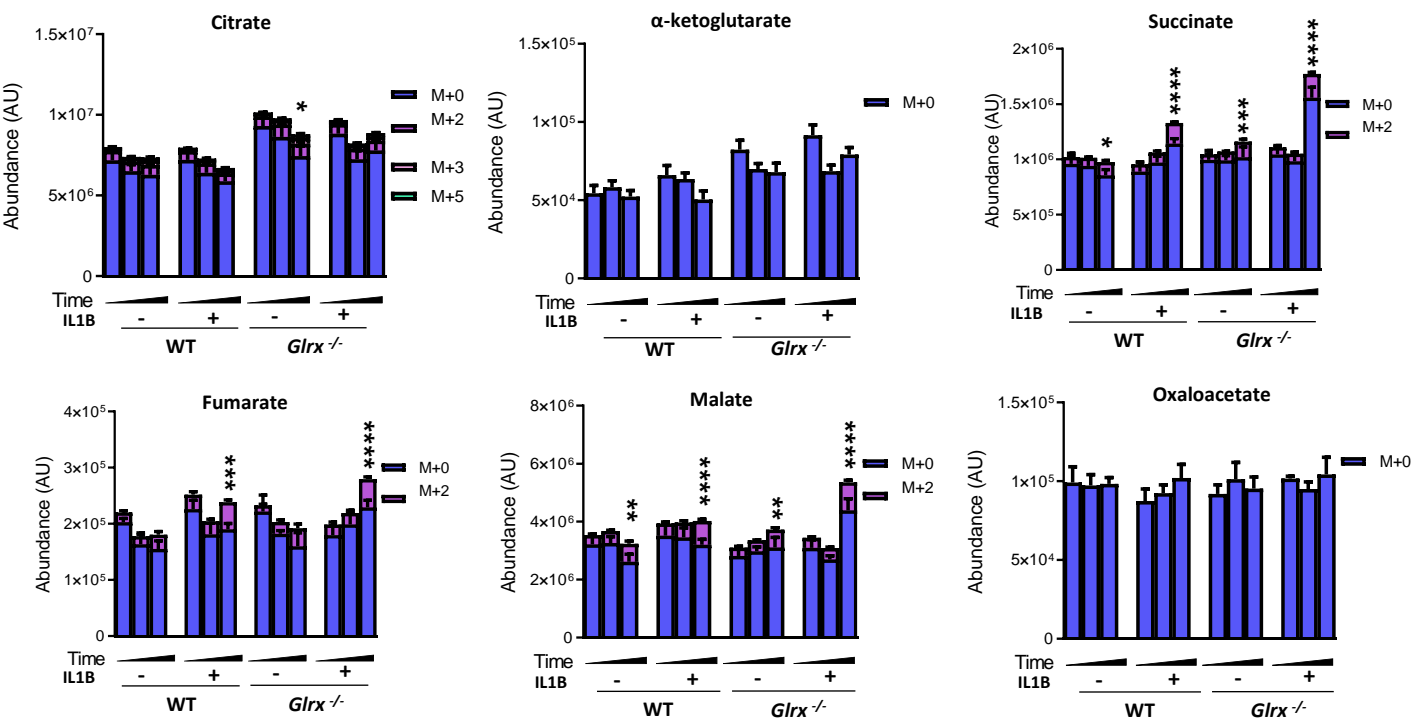 Citrate
1.5×10⁷
1×10⁷
5×10⁶
0
Abundance (AU)
*
M+0
M+2
M+3
M+5
Time
IL1B - + - +
WT Glrx -/-
α-ketoglutarate
1.5×10⁵
1×10⁵
5×10⁴
0
Abundance (AU)
M+0
Time
IL1B - + - +
WT Glrx -/-
Succinate
2×10⁶
1.5×10⁶
1×10⁶
5×10⁵
0
Abundance (AU)
* **** *** ****
M+0
M+2
Time
IL1B - + - +
WT Glrx -/-
Fumarate
4×10⁵
3×10⁵
2×10⁵
1×10⁵
0
Abundance (AU)
*** ****
M+0
M+2
Time
IL1B - + - +
WT Glrx -/-
Malate
8×10⁶
6×10⁶
4×10⁶
2×10⁶
0
Abundance (AU)
** **** ** ****
M+0
M+2
Time
IL1B - + - +
WT Glrx -/-
Oxaloacetate
1.5×10⁵
1×10⁵
5×10⁴
0
Abundance (AU)
M+0
Time
IL1B - + - +
WT Glrx -/-